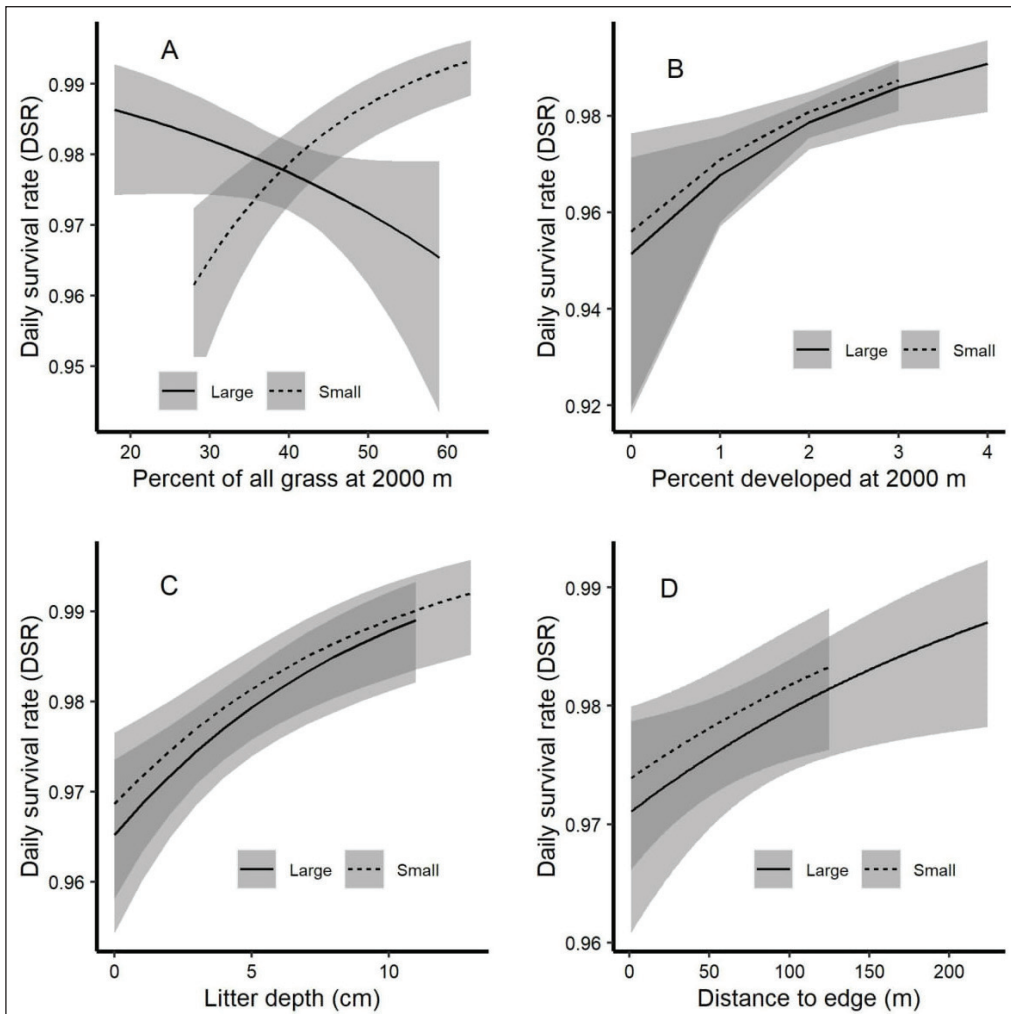 A
Daily survival rate (DSR)
0.99
0.98
0.97
0.96
0.95
Large Small
20 30 40 50 60
Percent of all grass at 2000 m
B
Daily survival rate (DSR)
0.98
0.96
0.94
0.92
Large Small
0 1 2 3 4
Percent developed at 2000 m
C
Daily survival rate (DSR)
0.99
0.98
0.97
0.96
Large Small
0 5 10
Litter depth (cm)
D
Daily survival rate (DSR)
0.99
0.98
0.97
0.96
Large Small
0 50 100 150 200
Distance to edge (m)